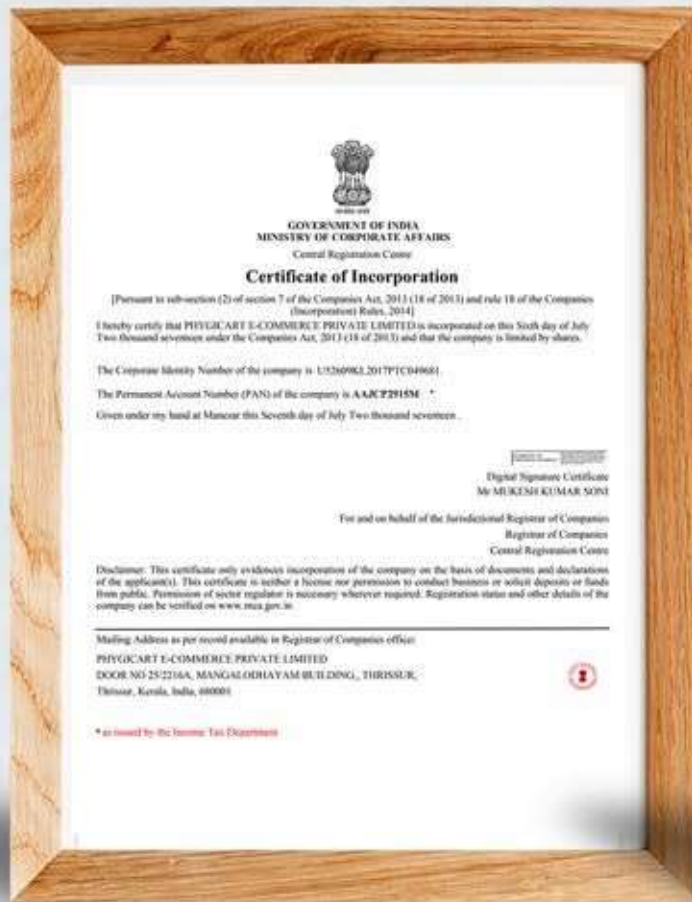 GOVERNMENT OF INDIA
MINISTRY OF CORPORATE AFFAIRS
Central Registration Centre
Certificate of Incorporation
[Pursuant to sub-section (2) of section 7 of the Companies Act, 2013 (18 of 2013) and rule 18 of the Companies
(Incorporation) Rules, 2014]
I hereby certify that PHYGICART E-COMMERCE PRIVATE LIMITED is incorporated on this Sixth day of July
Two thousand seventeen under the Companies Act, 2013 (18 of 2013) and that the company is limited by shares.
The Corporate Identity Number of the company is U52609KL2017PTC049681.
The Permanent Account Number (PAN) of the company is AAJCP2915M *
Given under my hand at Manesar this Seventh day of July Two thousand seventeen .
Digital Signature Certificate
Mr MUKESH KUMAR SONI
For and on behalf of the Jurisdictional Registrar of Companies
Registrar of Companies
Central Registration Centre
Disclaimer: This certificate only evidences incorporation of the company on the basis of documents and declarations
of the applicant(s). This certificate is neither a license nor permission to conduct business or solicit deposits or funds
from public. Permission of sector regulator is necessary wherever required. Registration status and other details of the
company can be verified on www.mca.gov.in
Mailing Address as per record available in Registrar of Companies office:
PHYGICART E-COMMERCE PRIVATE LIMITED
DOOR NO 25/2216A, MANGALODHAYAM BUILDING,, THRISSUR,
Thrissur, Kerala, India, 680001
* as issued by the Income Tax Department